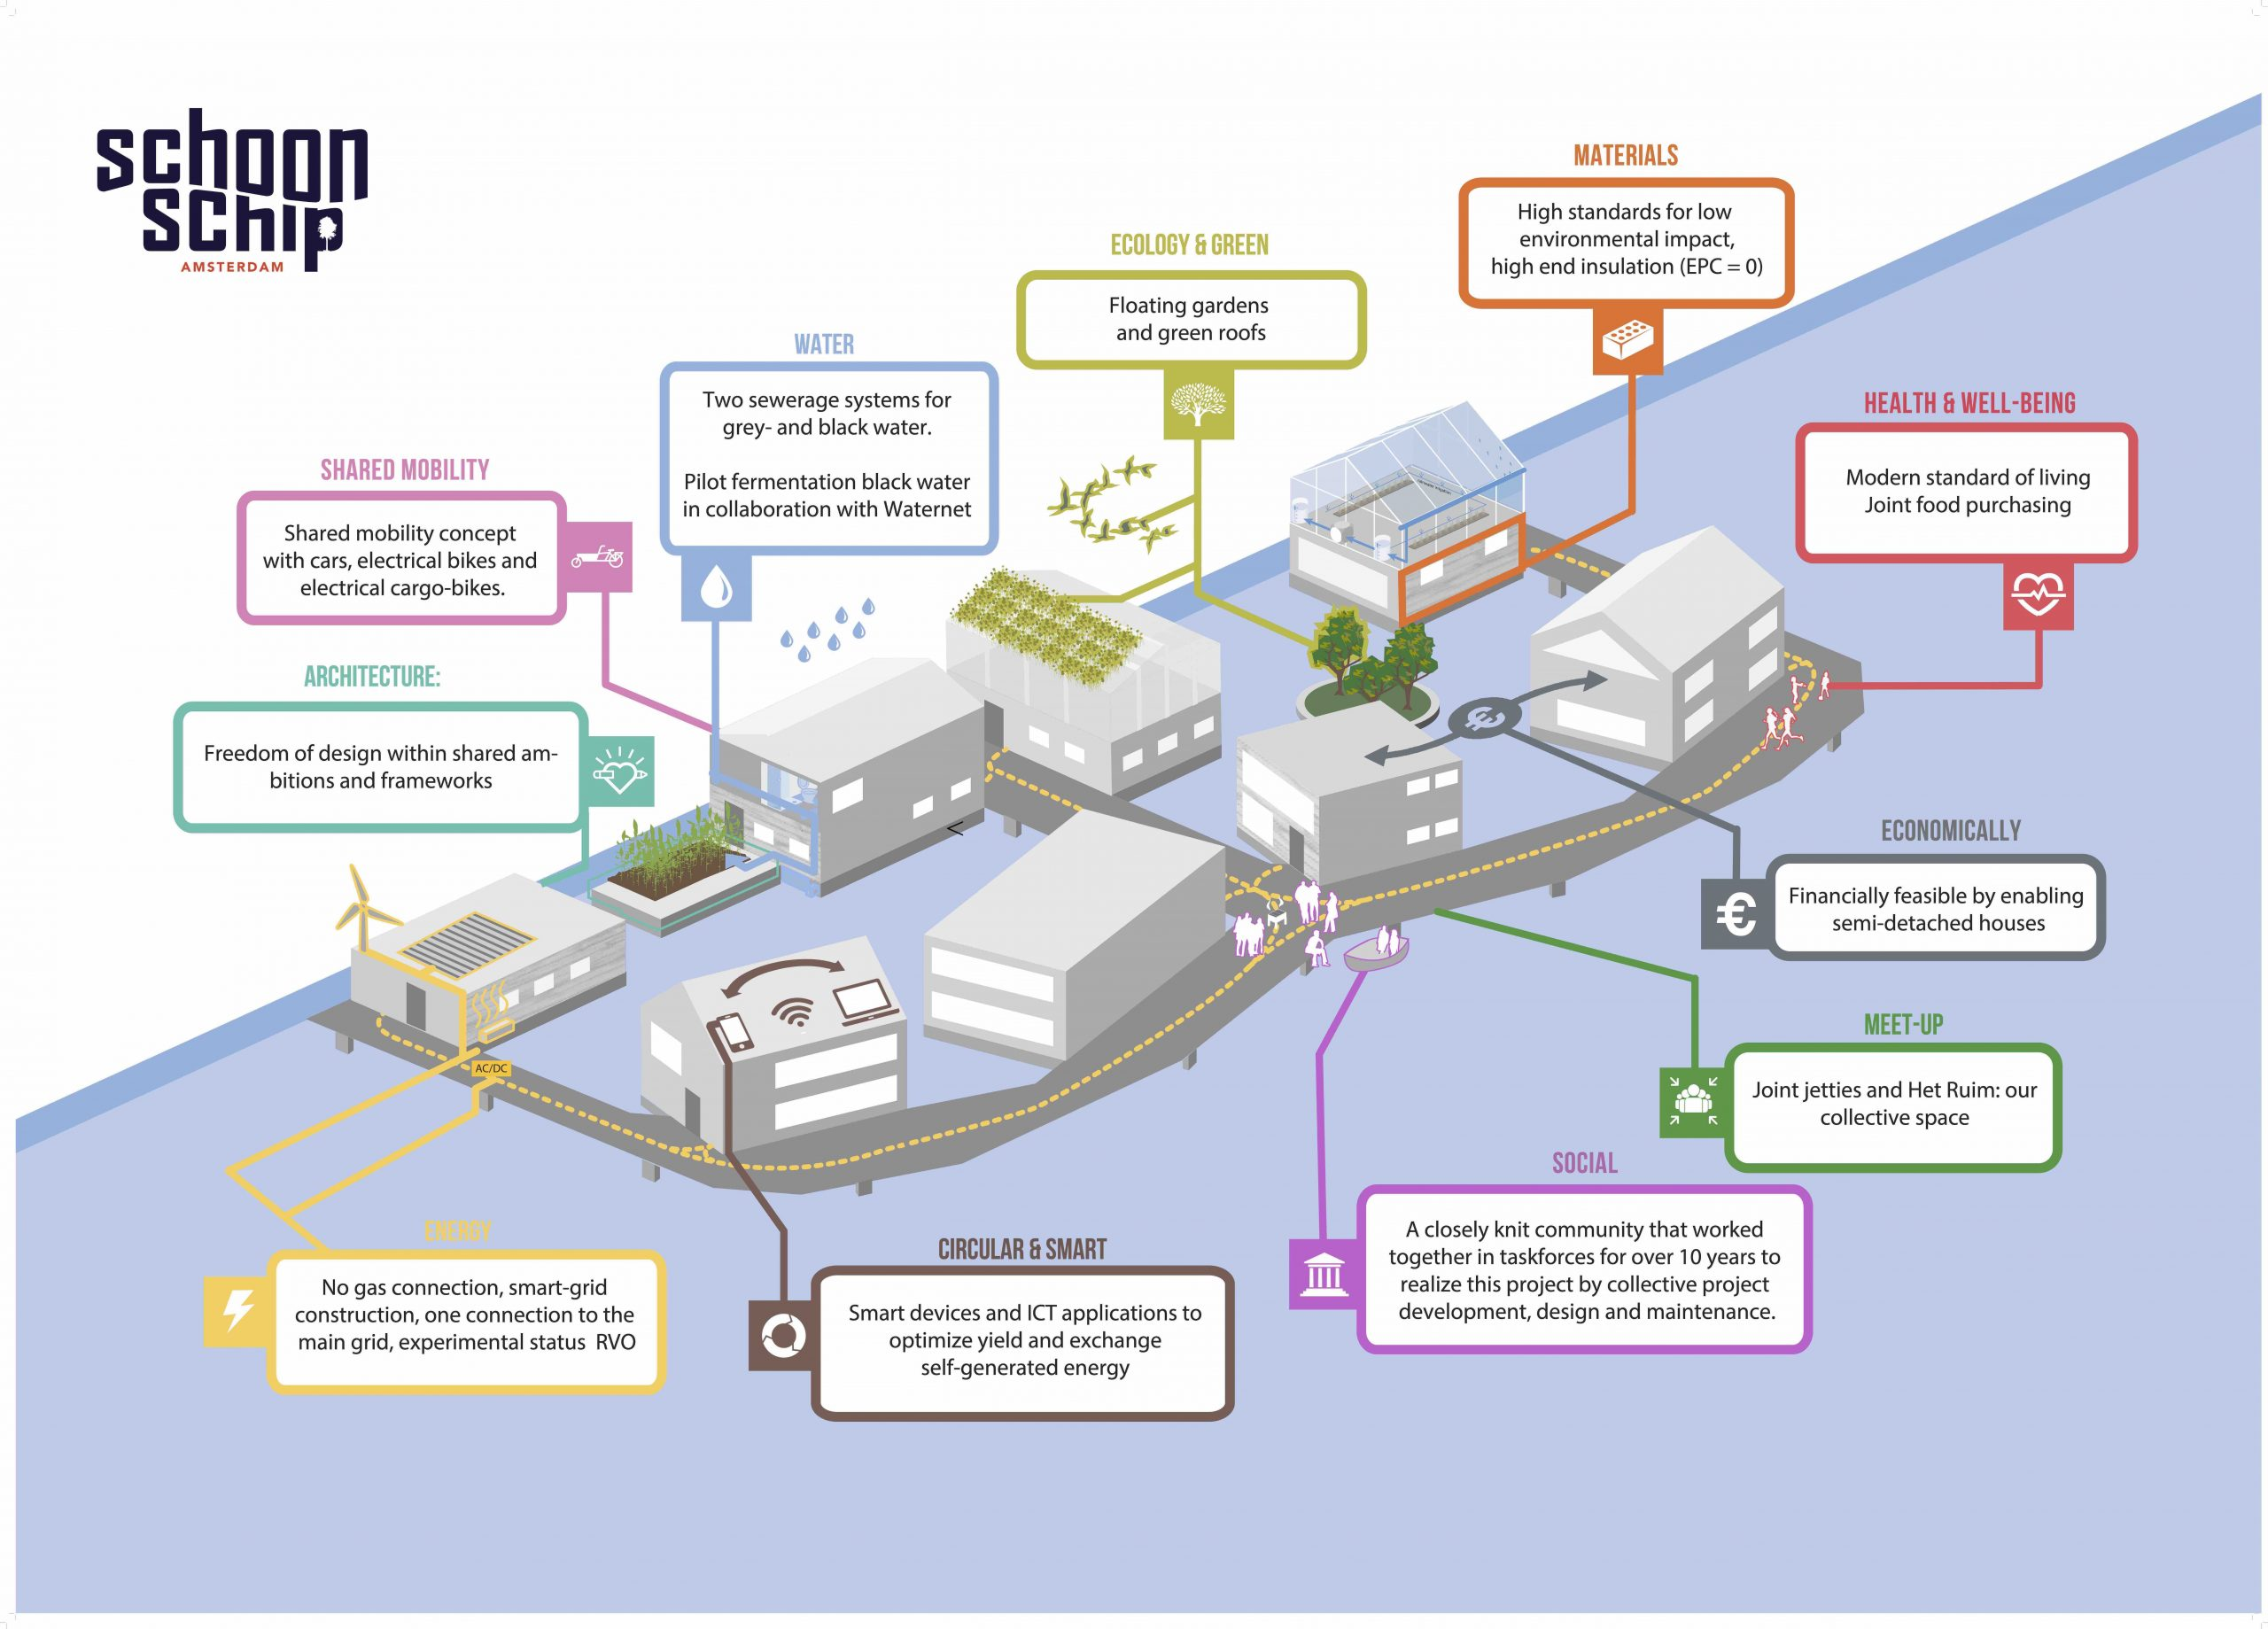 schoon
schip
AMSTERDAM
MATERIALS
High standards for low
environmental impact,
high end insulation (EPC = 0)
ECOLOGY & GREEN
Floating gardens
and green roofs
WATER
Two sewerage systems for
grey- and black water.
Pilot fermentation black water
in collaboration with Waternet
HEALTH & WELL-BEING
Modern standard of living
Joint food purchasing
SHARED MOBILITY
Shared mobility concept
with cars, electrical bikes and
electrical cargo-bikes.
ARCHITECTURE:
Freedom of design within shared am-
bitions and frameworks
€
ECONOMICALLY
€
Financially feasible by enabling
semi-detached houses
AC/DC
MEET-UP
Joint jetties and Het Ruim: our
collective space
SOCIAL
A closely knit community that worked
together in taskforces for over 10 years to
realize this project by collective project
development, design and maintenance.
ENERGY
No gas connection, smart-grid
construction, one connection to the
main grid, experimental status RVO
CIRCULAR & SMART
Smart devices and ICT applications to
optimize yield and exchange
self-generated energy